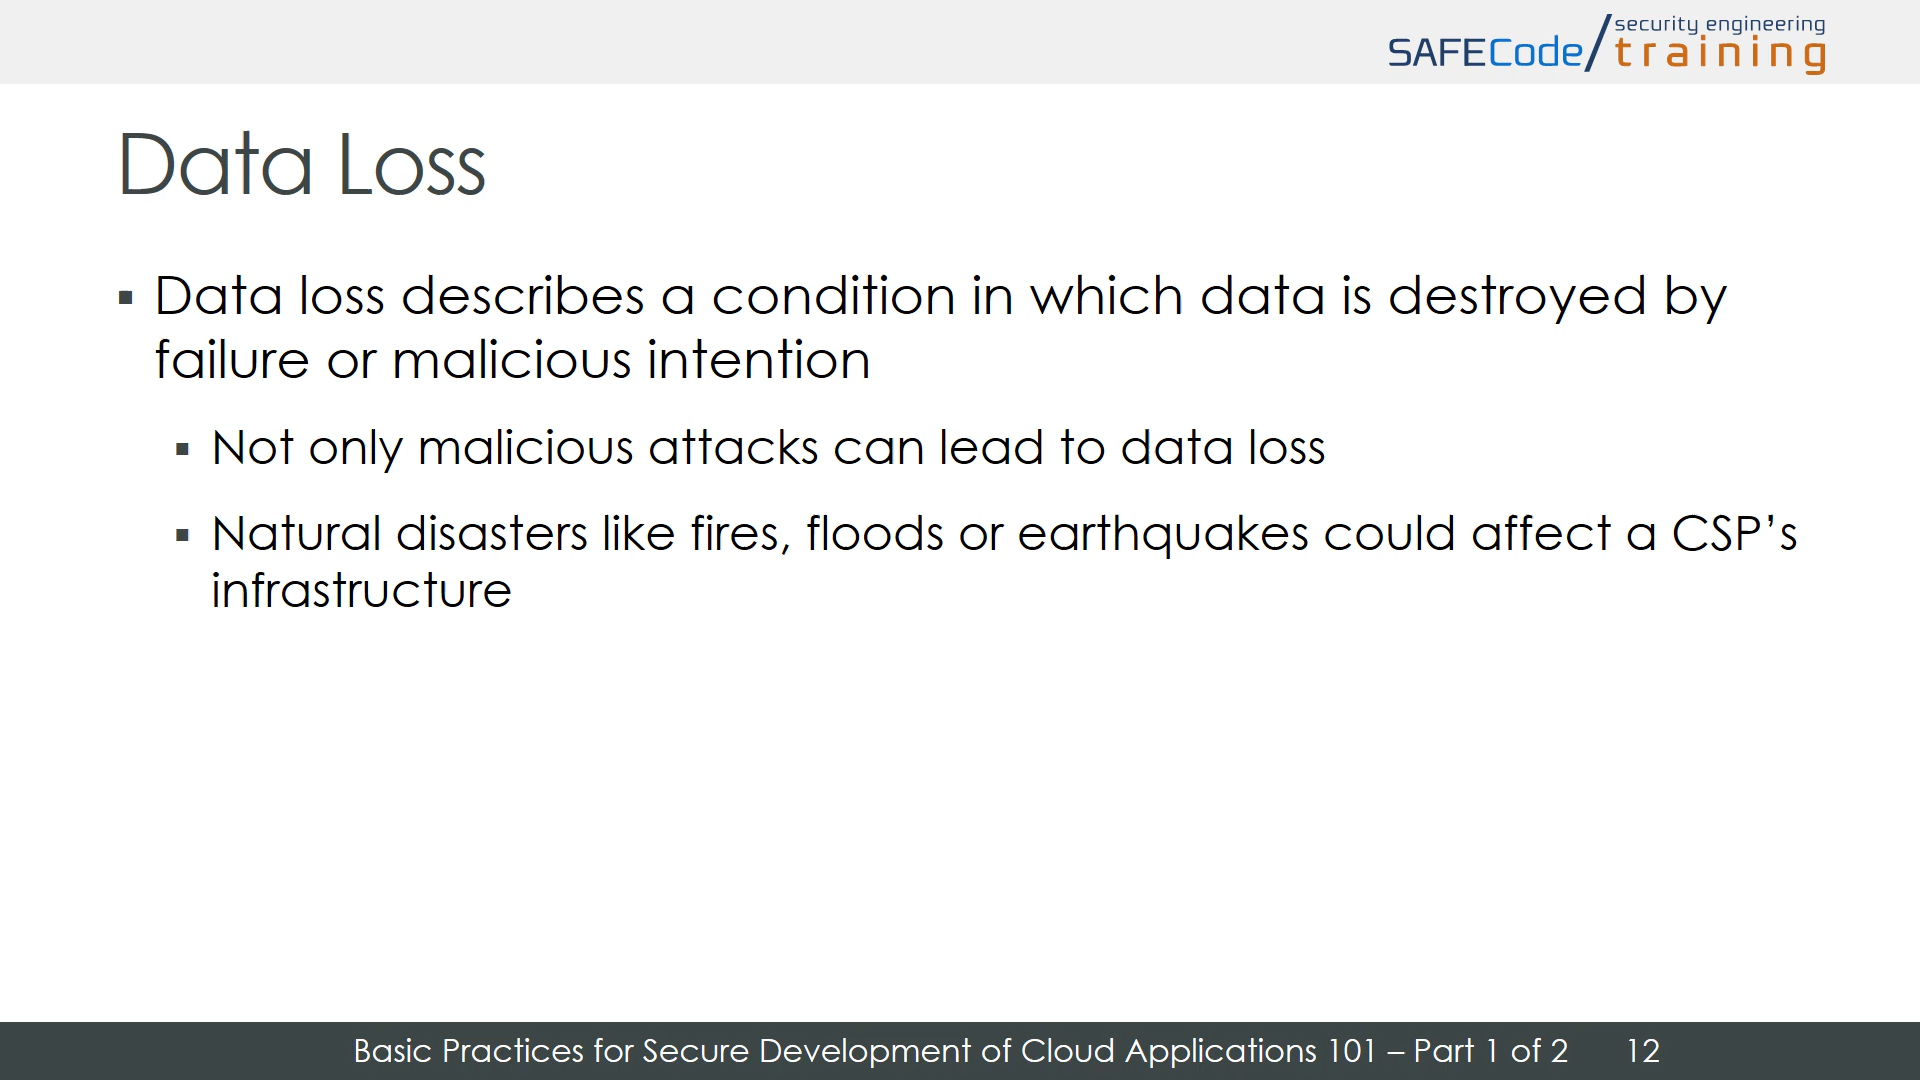 SAFECode/security engineering
training
Data Loss
▪ Data loss describes a condition in which data is destroyed by
failure or malicious intention
▪ Not only malicious attacks can lead to data loss
▪ Natural disasters like fires, floods or earthquakes could affect a CSP’s
infrastructure
Basic Practices for Secure Development of Cloud Applications 101 – Part 1 of 2 12